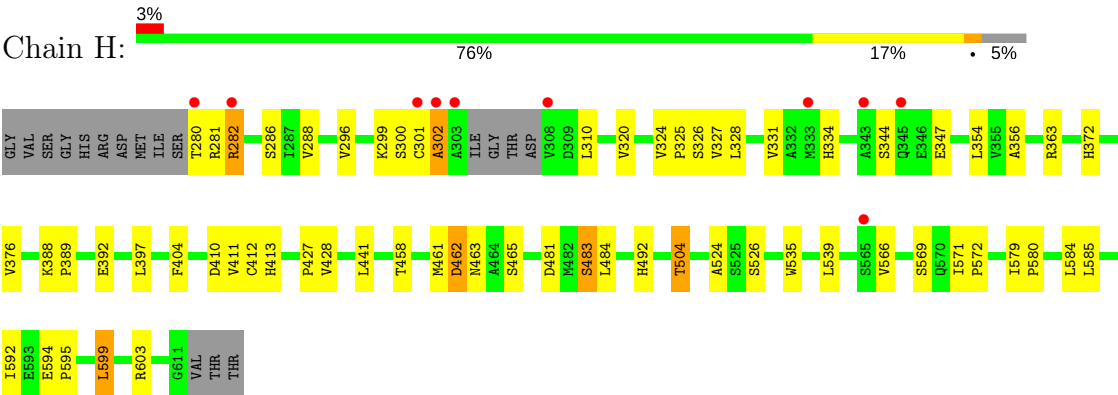 3%
Chain H:
76% 17% • 5%
GLY VAL SER GLY HIS ARG ASP MET ILE SER T280 R281 R282 S286 I287 V288 V296 K299 S300 C301 A302 A303 ILE GLY THR ASP V308 D309 L310 V320 V324 P325 S326 V327 L328 V331 A332 M333 H334 A343 S344 Q345 E346 E347 L354 V355 A356 R363 H372
V376 K388 P389 E392 L397 F404 D410 V411 C412 H413 P427 V428 L441 T458 M461 D462 N463 A464 S465 D481 M482 S483 L484 H492 T504 A524 S525 S526 W535 L539 S565 V566 S569 Q570 I571 P572 I579 P580 L584 L585
I592 E593 E594 P595 L599 R603 G611 VAL THR THR